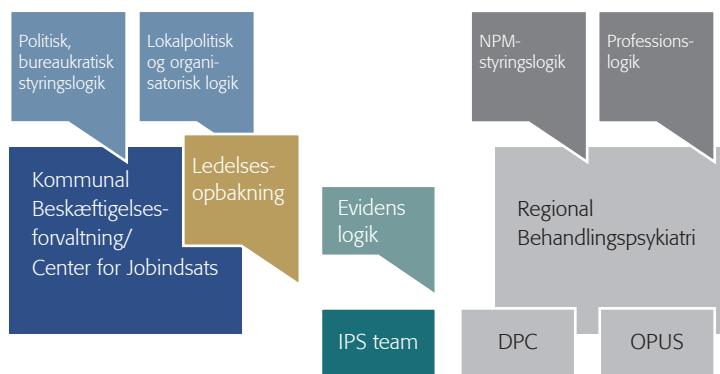 Politisk,
bureaukratisk
styringslogik
Lokalpolitisk
og organi-
satorisk logik
NPM-
styringslogik
Professions-
logik
Kommunal
Beskæftigelses-
forvaltning/
Center for Jobindsats
Ledelses-
opbakning
Evidens
logik
Regional
Behandlingspsykiatri
IPS team
DPC
OPUS